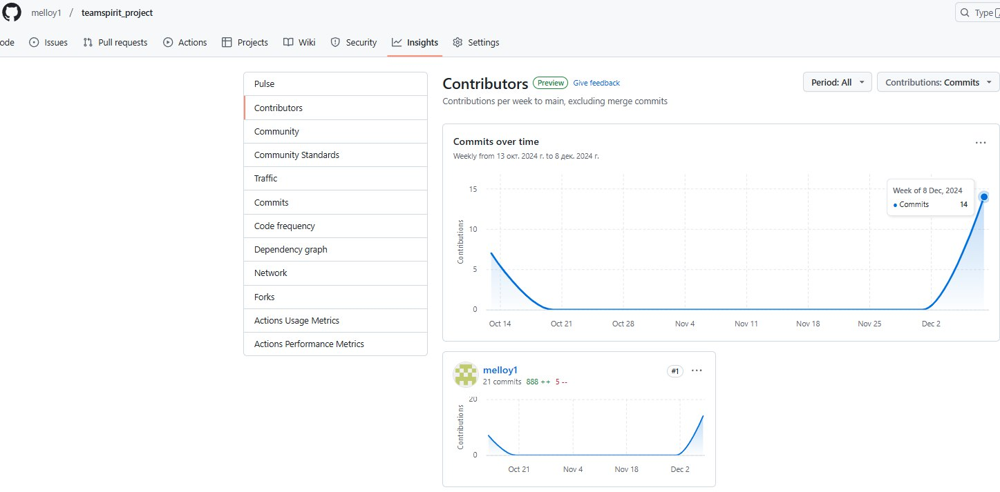 melloy1 / teamspirit_project
Type /
ode Issues Pull requests Actions Projects Wiki Security Insights Settings
Pulse
Contributors
Community
Community Standards
Traffic
Commits
Code frequency
Dependency graph
Network
Forks
Actions Usage Metrics
Actions Performance Metrics
Contributors Preview Give feedback
Period: All Contributions: Commits
Contributions per week to main, excluding merge commits
Commits over time
Weekly from 13 окт. 2024 г. to 8 дек. 2024 г.
Contributions
15
10
5
0
Week of 8 Dec, 2024
Commits 14
Oct 14 Oct 21 Oct 28 Nov 4 Nov 11 Nov 18 Nov 25 Dec 2
melloy1 #1
21 commits 888 ++ 5 --
Contributions
20
0
Oct 21 Nov 4 Nov 18 Dec 2